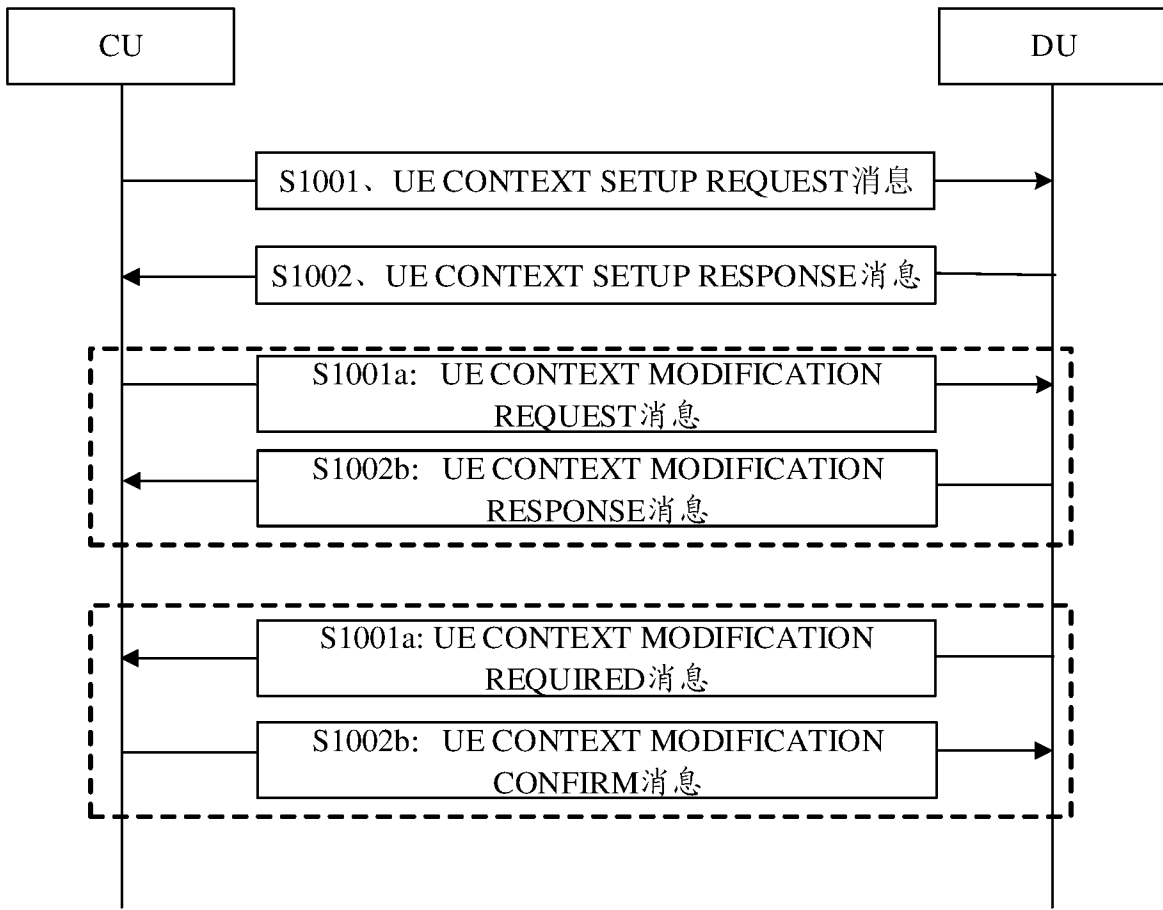 CU
DU
S1001、UE CONTEXT SETUP REQUEST消息
S1002、UE CONTEXT SETUP RESPONSE消息
S1001a: UE CONTEXT MODIFICATION
REQUEST消息
S1002b: UE CONTEXT MODIFICATION
RESPONSE消息
S1001a: UE CONTEXT MODIFICATION
REQUIRED消息
S1002b: UE CONTEXT MODIFICATION
CONFIRM消息